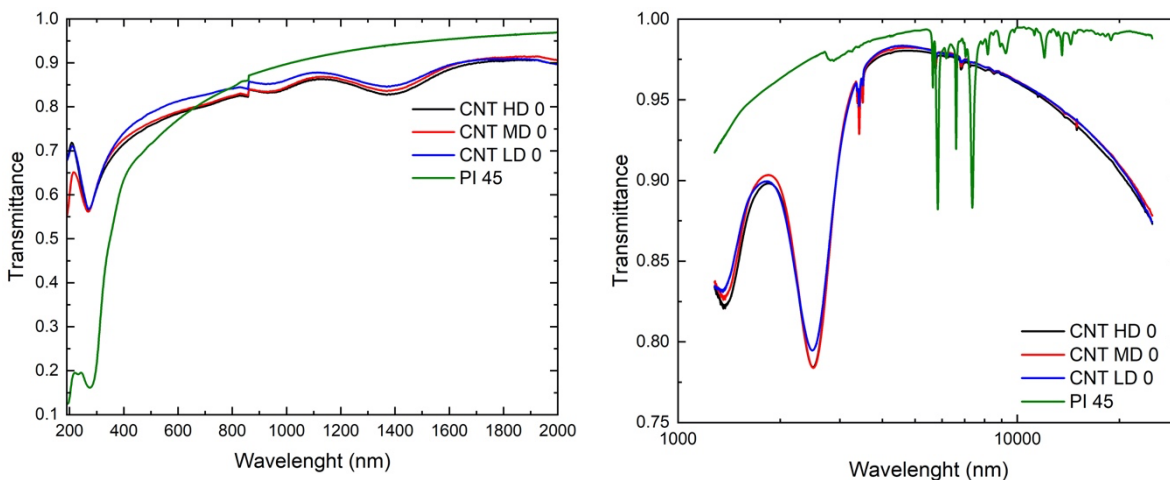 1.0
0.9
0.8
0.7
0.6
0.5
0.4
0.3
0.2
0.1
Transmittance
200 400 600 800 1000 1200 1400 1600 1800 2000
Wavelenght (nm)
CNT HD 0
CNT MD 0
CNT LD 0
PI 45
1.00
0.95
0.90
0.85
0.80
0.75
Transmittance
1000 10000
Wavelenght (nm)
CNT HD 0
CNT MD 0
CNT LD 0
PI 45